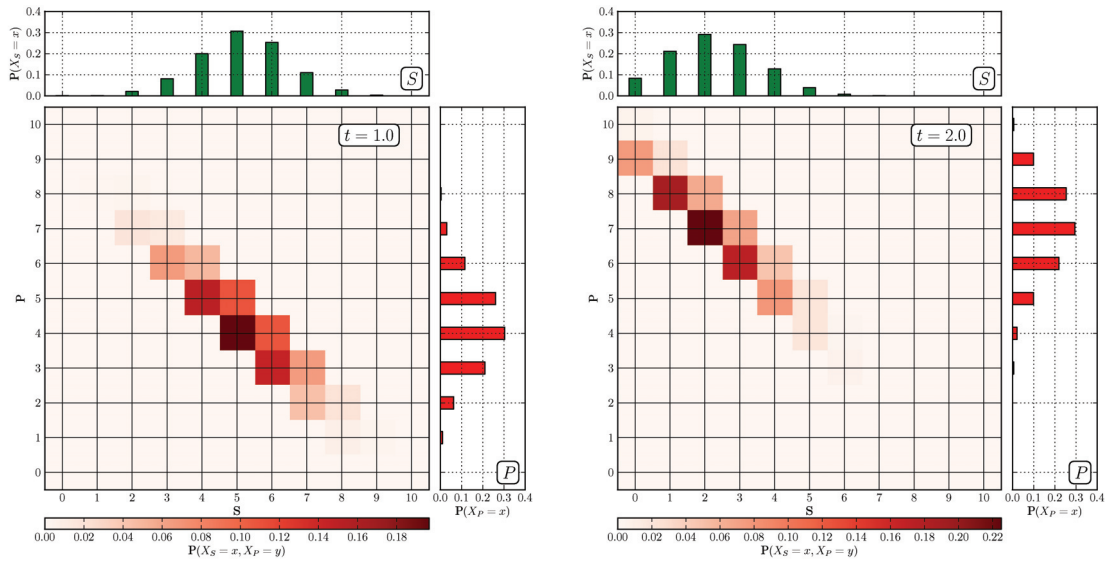 0.4
0.3
0.2
0.1
0.0
P(X_S = x)
S
10
9
8
7
6
5
4
3
2
1
0
P
t = 1.0
0 1 2 3 4 5 6 7 8 9 10
S
P
0.0 0.1 0.2 0.3 0.4
P(X_P = x)
0.00 0.02 0.04 0.06 0.08 0.10 0.12 0.14 0.16 0.18
P(X_S = x, X_P = y)
0.4
0.3
0.2
0.1
0.0
P(X_S = x)
S
10
9
8
7
6
5
4
3
2
1
0
P
t = 2.0
0 1 2 3 4 5 6 7 8 9 10
S
P
0.0 0.1 0.2 0.3 0.4
P(X_P = x)
0.00 0.02 0.04 0.06 0.08 0.10 0.12 0.14 0.16 0.18 0.20 0.22
P(X_S = x, X_P = y)